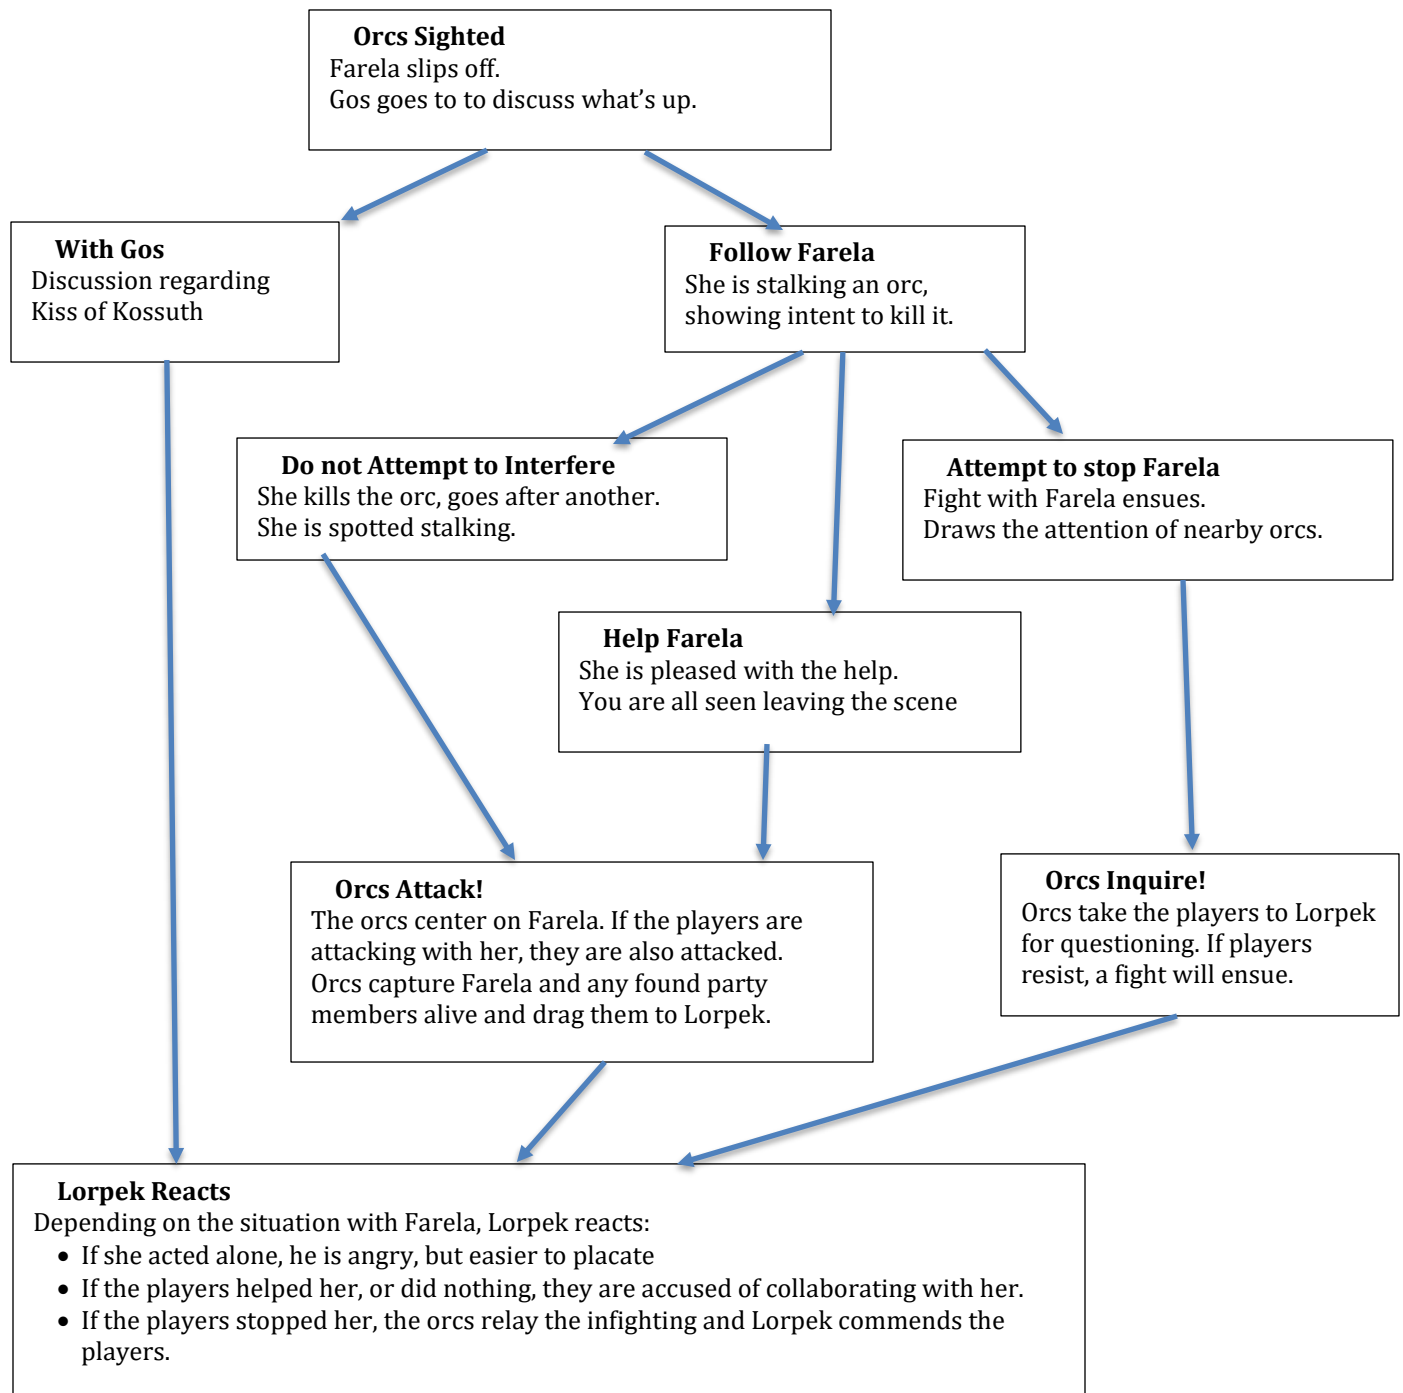 Orcs Sighted
Farela slips off.
Gos goes to to discuss what’s up.
With Gos
Discussion regarding
Kiss of Kossuth
Follow Farela
She is stalking an orc,
showing intent to kill it.
Do not Attempt to Interfere
She kills the orc, goes after another.
She is spotted stalking.
Attempt to stop Farela
Fight with Farela ensues.
Draws the attention of nearby orcs.
Help Farela
She is pleased with the help.
You are all seen leaving the scene
Orcs Attack!
The orcs center on Farela. If the players are
attacking with her, they are also attacked.
Orcs capture Farela and any found party
members alive and drag them to Lorpek.
Orcs Inquire!
Orcs take the players to Lorpek
for questioning. If players
resist, a fight will ensue.
Lorpek Reacts
Depending on the situation with Farela, Lorpek reacts:
• If she acted alone, he is angry, but easier to placate
• If the players helped her, or did nothing, they are accused of collaborating with her.
• If the players stopped her, the orcs relay the infighting and Lorpek commends the
players.